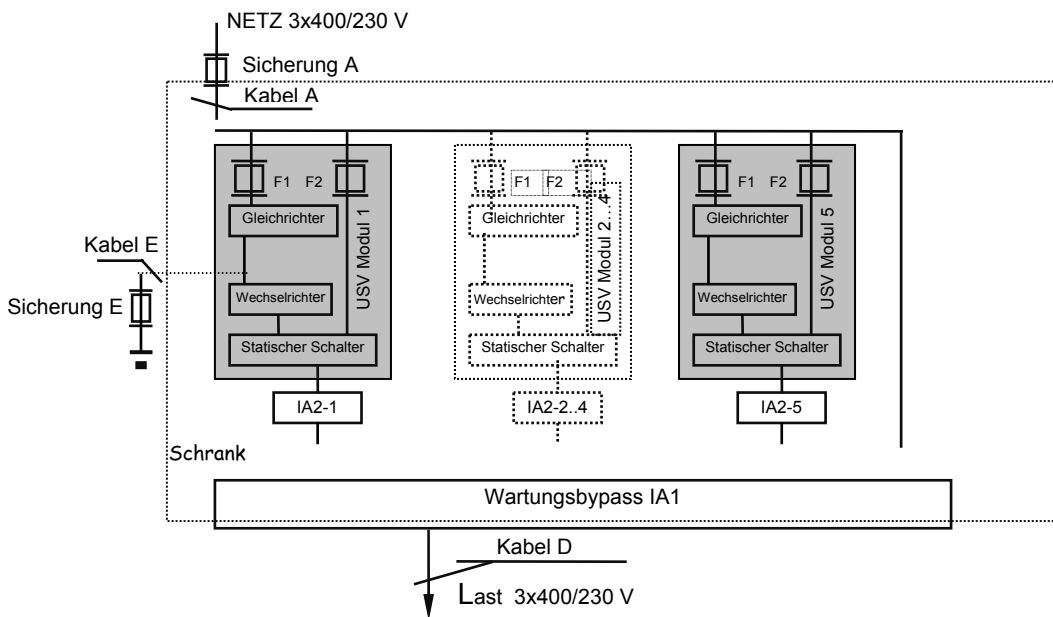 NETZ 3x400/230 V
Sicherung A
Kabel A
F1 F2
Gleichrichter
Wechselrichter
Statischer Schalter
USV Modul 1
IA2-1
F1 F2
Gleichrichter
Wechselrichter
Statischer Schalter
USV Modul 2...4
IA2-2..4
F1 F2
Gleichrichter
Wechselrichter
Statischer Schalter
USV Modul 5
IA2-5
Kabel E
Sicherung E
Schrank
Wartungsbypass IA1
Kabel D
Last 3x400/230 V